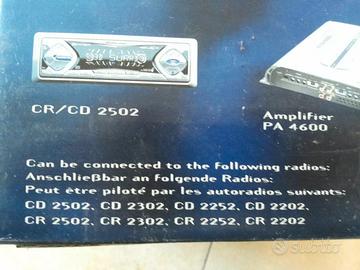 CR/CD 2502
Amplifier
PA 4600
Can be connected to the following radios:
Anschließbar an folgende Radios:
Peut être piloté par les autoradios suivants:
CD 2502, CD 2302, CD 2252, CD 2202,
CR 2502, CR 2302, CR 2252, CR 2202
Subito